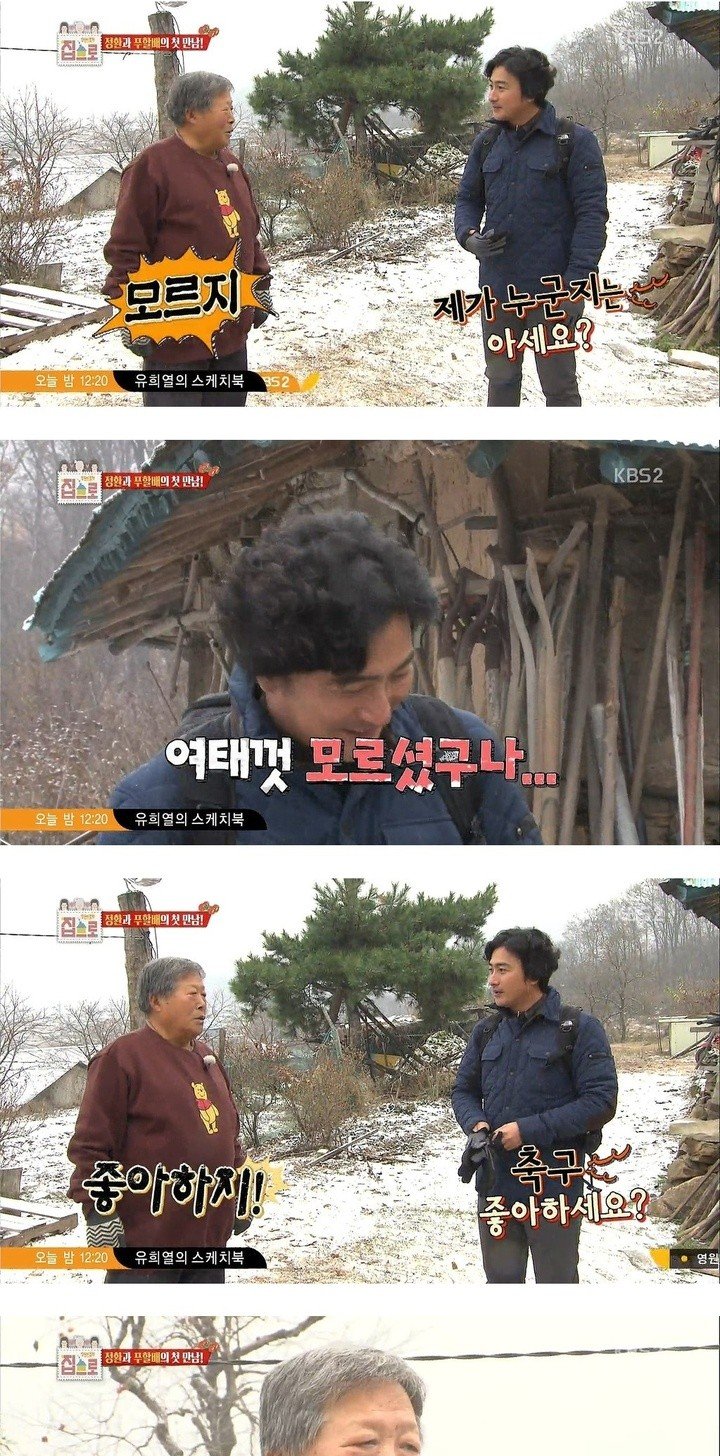 집으로
정환과 푸할배의 첫 만남!
KBS2
모르지
제가 누군지는
아세요?
오늘 밤 12:20
유희열의 스케치북
집으로
정환과 푸할배의 첫 만남!
KBS2
여태껏 모르셨구나...
오늘 밤 12:20
유희열의 스케치북
집으로
정환과 푸할배의 첫 만남!
KBS2
좋아하지!
축구
좋아하세요?
오늘 밤 12:20
유희열의 스케치북
영원
집으로
정환과 푸할배의 첫 만남!